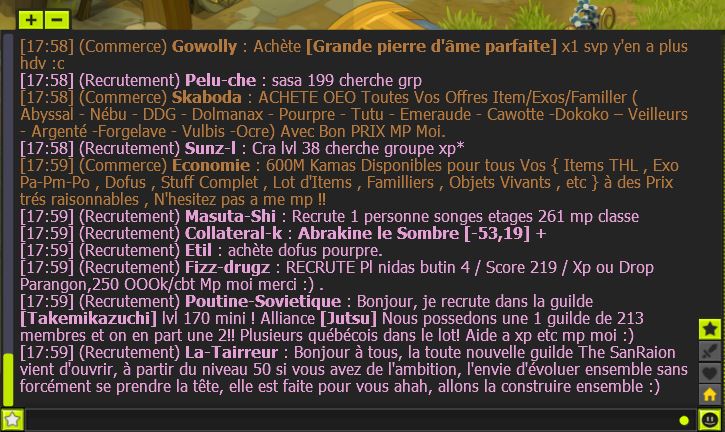 [17:58] (Commerce) Gowolly : Achète [Grande pierre d'âme parfaite] x1 svp y'en a plus
hdv :c
[17:58] (Recrutement) Pelu-che : sasa 199 cherche grp
[17:58] (Commerce) Skaboda : ACHETE OEO Toutes Vos Offres Item/Exos/Familler (
Abyssal - Nébu - DDG - Dolmanax - Pourpre - Tutu - Emeraude - Cawotte -Dokoko – Veilleurs
- Argenté -Forgelave - Vulbis -Ocre) Avec Bon PRIX MP Moi.
[17:58] (Recrutement) Sunz-l : Cra lvl 38 cherche groupe xp*
[17:59] (Commerce) Economie : 600M Kamas Disponibles pour tous Vos { Items THL , Exo
Pa-Pm-Po , Dofus , Stuff Complet , Lot d'Items , Familliers , Objets Vivants , etc } à des Prix
trés raisonnables , N'hesitez pas a me mp !!
[17:59] (Recrutement) Masuta-Shi : Recrute 1 personne songes etages 261 mp classe
[17:59] (Recrutement) Collateral-k : Abrakine le Sombre [-53,19] +
[17:59] (Recrutement) Etil : achète dofus pourpre.
[17:59] (Recrutement) Fizz-drugz : RECRUTE Pl nidas butin 4 / Score 219 / Xp ou Drop
Parangon,250 OOOk/cbt Mp moi merci :) .
[17:59] (Recrutement) Poutine-Sovietique : Bonjour, je recrute dans la guilde
[Takemikazuchi] lvl 170 mini ! Alliance [Jutsu] Nous possedons une 1 guilde de 213
membres et on en part une 2!! Plusieurs québécois dans le lot! Aide a xp etc mp moi :)
[17:59] (Recrutement) La-Tairreur : Bonjour à tous, la toute nouvelle guilde The SanRaion
vient d'ouvrir, à partir du niveau 50 si vous avez de l'ambition, l'envie d'évoluer ensemble sans
forcément se prendre la tête, elle est faite pour vous ahah, allons la construire ensemble :)